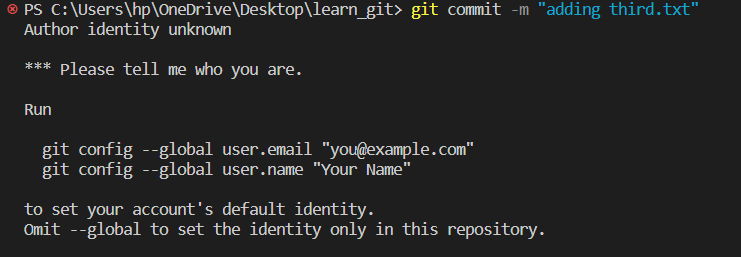 PS C:\Users\hp\OneDrive\Desktop\learn_git> git commit -m "adding third.txt"
Author identity unknown
*** Please tell me who you are.
Run
git config --global user.email "you@example.com"
git config --global user.name "Your Name"
to set your account's default identity.
Omit --global to set the identity only in this repository.